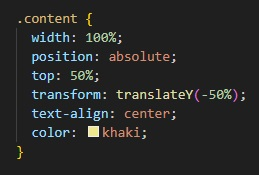 .content {
  width: 100%;
  position: absolute;
  top: 50%;
  transform: translateY(-50%);
  text-align: center;
  color: khaki;
}